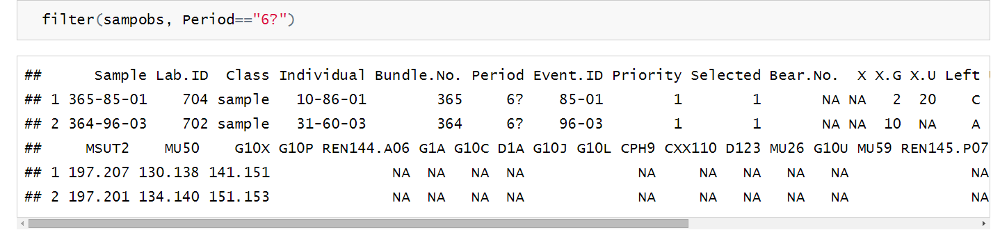 filter(sampobs, Period=="6?")
##      Sample Lab.ID  Class Individual Bundle.No. Period Event.ID Priority Selected Bear.No.  X X.G X.U Left
## 1 365-85-01    704 sample   10-86-01        365     6?    85-01        1        1       NA NA   2  20    C
## 2 364-96-03    702 sample   31-60-03        364     6?    96-03        1        1       NA NA  10  NA    A
##     MSUT2    MU50    G10X G10P REN144.A06 G1A G10C D1A G10J G10L CPH9 CXX110 D123 MU26 G10U MU59 REN145.P07
## 1 197.207 130.138 141.151              NA  NA   NA  NA             NA     NA   NA   NA   NA              NA
## 2 197.201 134.140 151.153              NA  NA   NA  NA             NA     NA   NA   NA   NA              NA